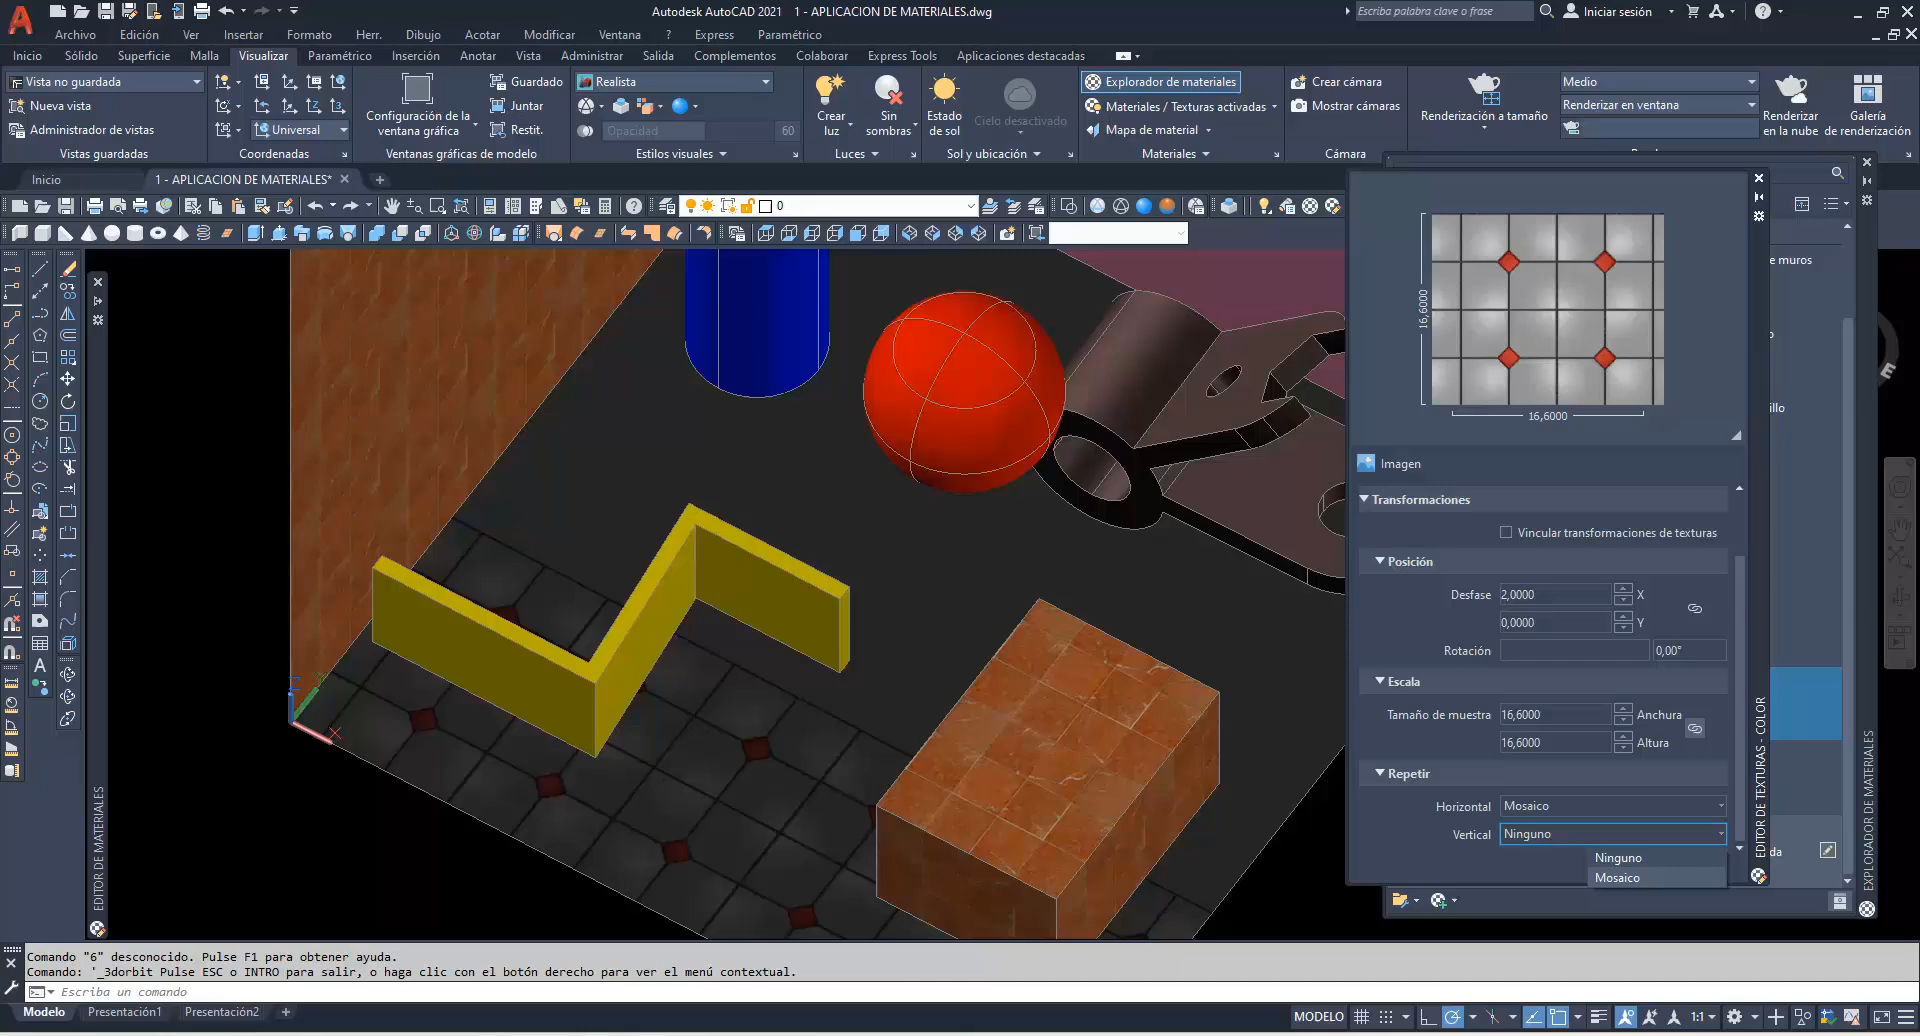 Autodesk AutoCAD 2021 1 - APLICACION DE MATERIALES.dwg
Escriba palabra clave o frase
Iniciar sesión
Archivo Edición Ver Insertar Formato Herr. Dibujo Acotar Modificar Ventana ? Express Paramétrico
Inicio Sólido Superficie Malla Visualizar Paramétrico Inserción Anotar Vista Administrar Salida Complementos Colaborar Express Tools Aplicaciones destacadas
Vista no guardada
Nueva vista
Administrador de vistas
Vistas guardadas
Universal
Coordenadas
Configuración de la
ventana gráfica
Guardado
Juntar
Restit.
Ventanas gráficas de modelo
Realista
Opacidad 60
Estilos visuales
Crear
luz
Sin
sombras
Luces
Estado
de sol
Cielo desactivado
Sol y ubicación
Explorador de materiales
Materiales / Texturas activadas
Mapa de material
Materiales
Crear cámara
Mostrar cámaras
Cámara
Renderización a tamaño
Medio
Renderizar en ventana
Renderizar
en la nube
Galería
de renderización
Inicio
1 - APLICACION DE MATERIALES*
0
16,6000
16,6000
Imagen
Transformaciones
Vincular transformaciones de texturas
Posición
Desfase 2,0000 X
0,0000 Y
Rotación 0,00°
Escala
Tamaño de muestra 16,6000 Anchura
16,6000 Altura
Repetir
Horizontal Mosaico
Vertical Ninguno
Ninguno
Mosaico
EDITOR DE TEXTURAS - COLOR
EXPLORADOR DE MATERIALES
EDITOR DE MATERIALES
de muros
illo
da
E
Comando "6" desconocido. Pulse F1 para obtener ayuda.
Comando: '_3dorbit Pulse ESC o INTRO para salir, o haga clic con el botón derecho para ver el menú contextual.
Escriba un comando
Modelo Presentación1 Presentación2
MODELO
1:1